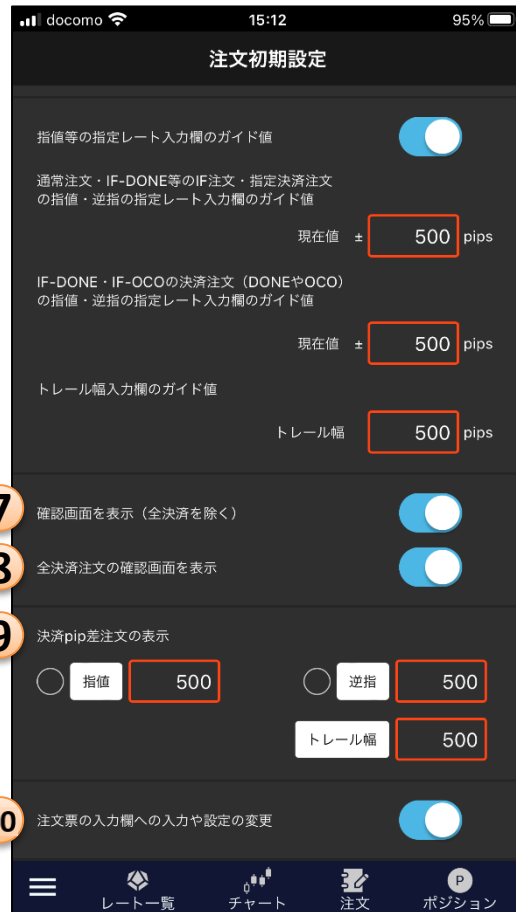 docomo 15:12 95%
注文初期設定
指値等の指定レート入力欄のガイド値
通常注文・IF-DONE等のIF注文・指定決済注文
の指値・逆指の指定レート入力欄のガイド値
現在値 ± 500 pips
IF-DONE・IF-OCOの決済注文（DONEやOCO）
の指値・逆指の指定レート入力欄のガイド値
現在値 ± 500 pips
トレール幅入力欄のガイド値
トレール幅 500 pips
7 確認画面を表示（全決済を除く）
8 全決済注文の確認画面を表示
9 決済pip差注文の表示
指値 500 逆指 500
トレール幅 500
0 注文票の入力欄への入力や設定の変更
レート一覧 チャート 注文 P ポジション